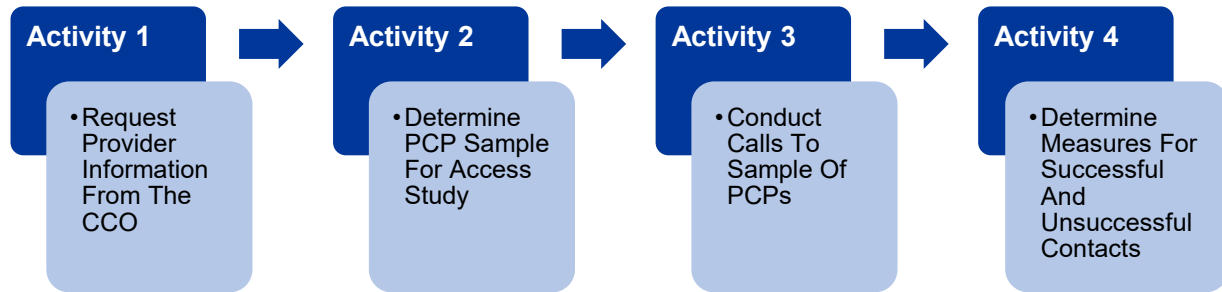 Activity 1
•Request
Provider
Information
From The
CCO
Activity 2
•Determine
PCP Sample
For Access
Study
Activity 3
•Conduct
Calls To
Sample Of
PCPs
Activity 4
•Determine
Measures For
Successful
And
Unsuccessful
Contacts